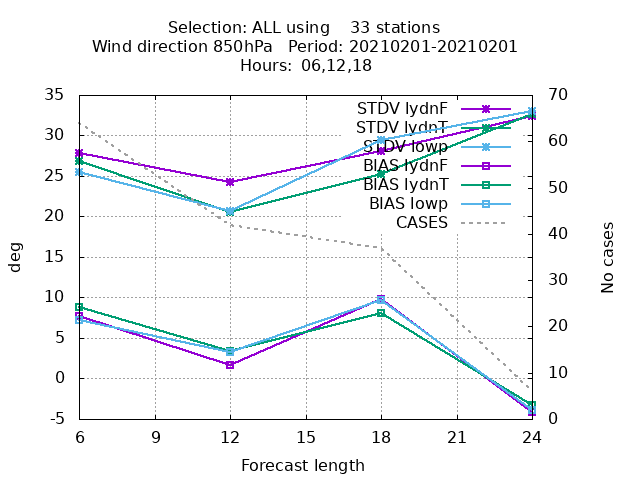 Selection: ALL using 33 stations
Wind direction 850hPa Period: 20210201-20210201
Hours: 06,12,18
35
30
25
20
15
10
5
0
-5
deg
70
60
50
40
30
20
10
0
No cases
STDV lydnF
STDV lydnT
STDV lowp
BIAS lydnF
BIAS lydnT
BIAS lowp
CASES
6 9 12 15 18 21 24
Forecast length